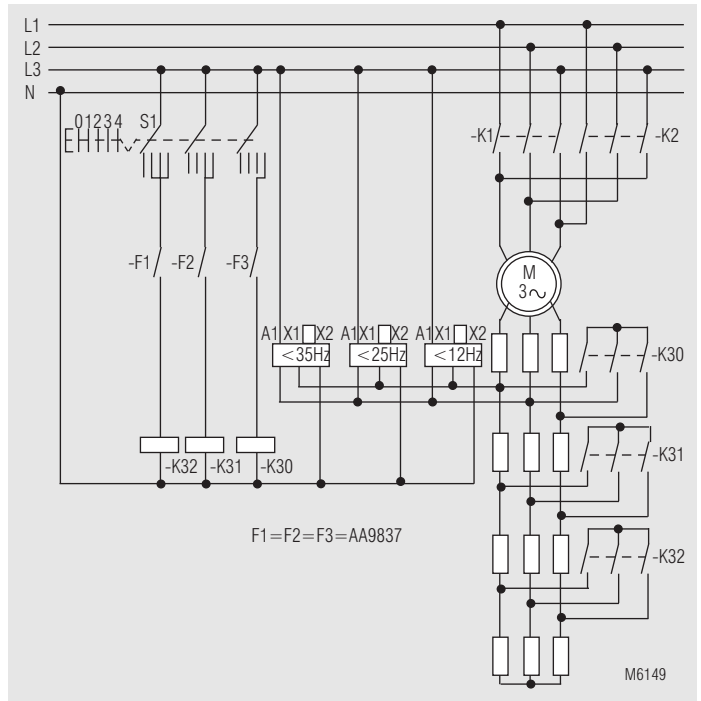 L1
L2
L3
N
01234 S1
-K1 -K2
-F1 -F2 -F3
M
3∿
A1 X1 X2 A1 X1 X2 A1 X1 X2
<35Hz <25Hz <12Hz
-K30
-K32 -K31 -K30
-K31
F1=F2=F3=AA9837
-K32
M6149